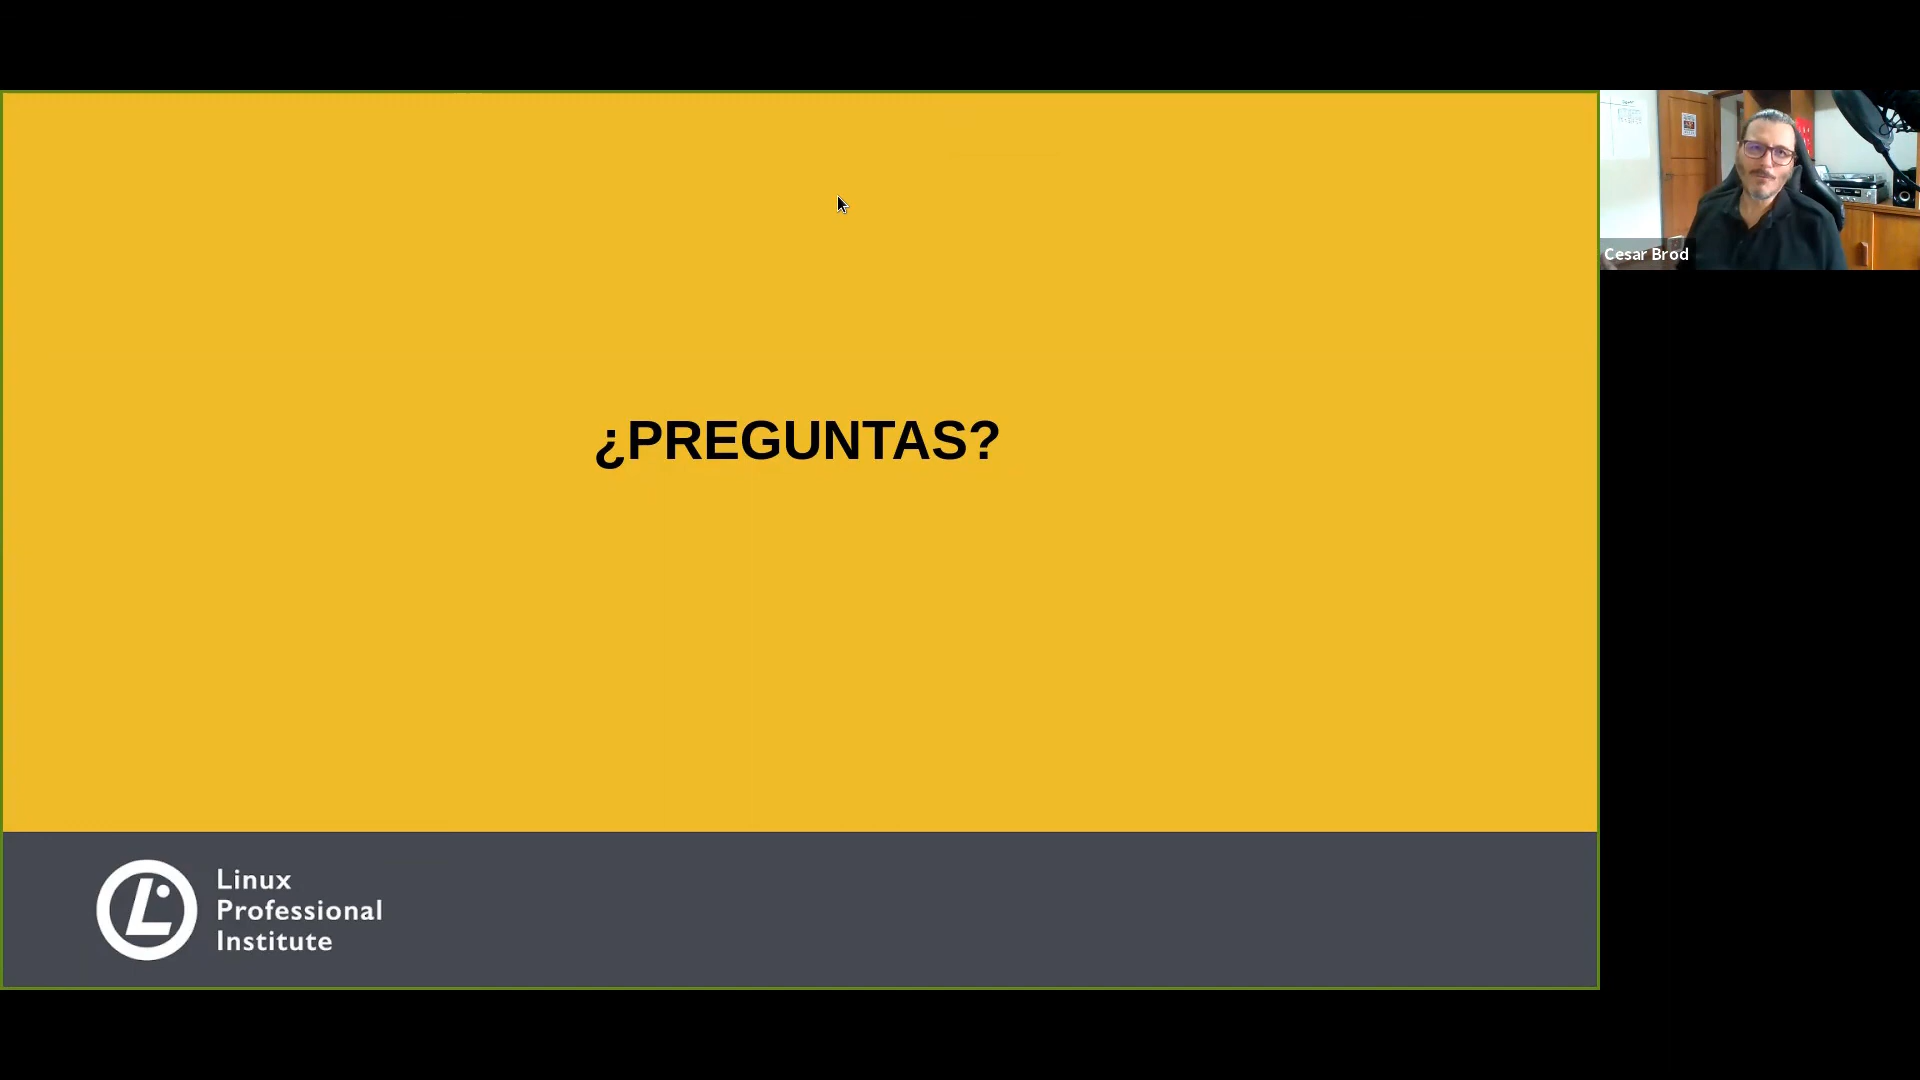 ¿PREGUNTAS?
Cesar Brod
Linux
Professional
Institute